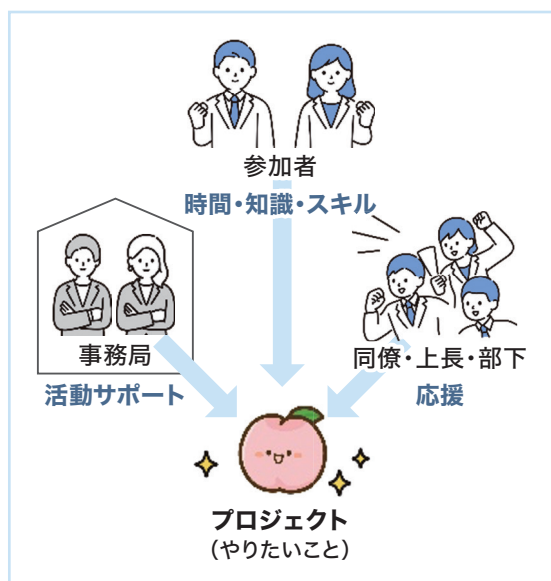 参加者
時間・知識・スキル
事務局
活動サポート
同僚・上長・部下
応援
プロジェクト
（やりたいこと）